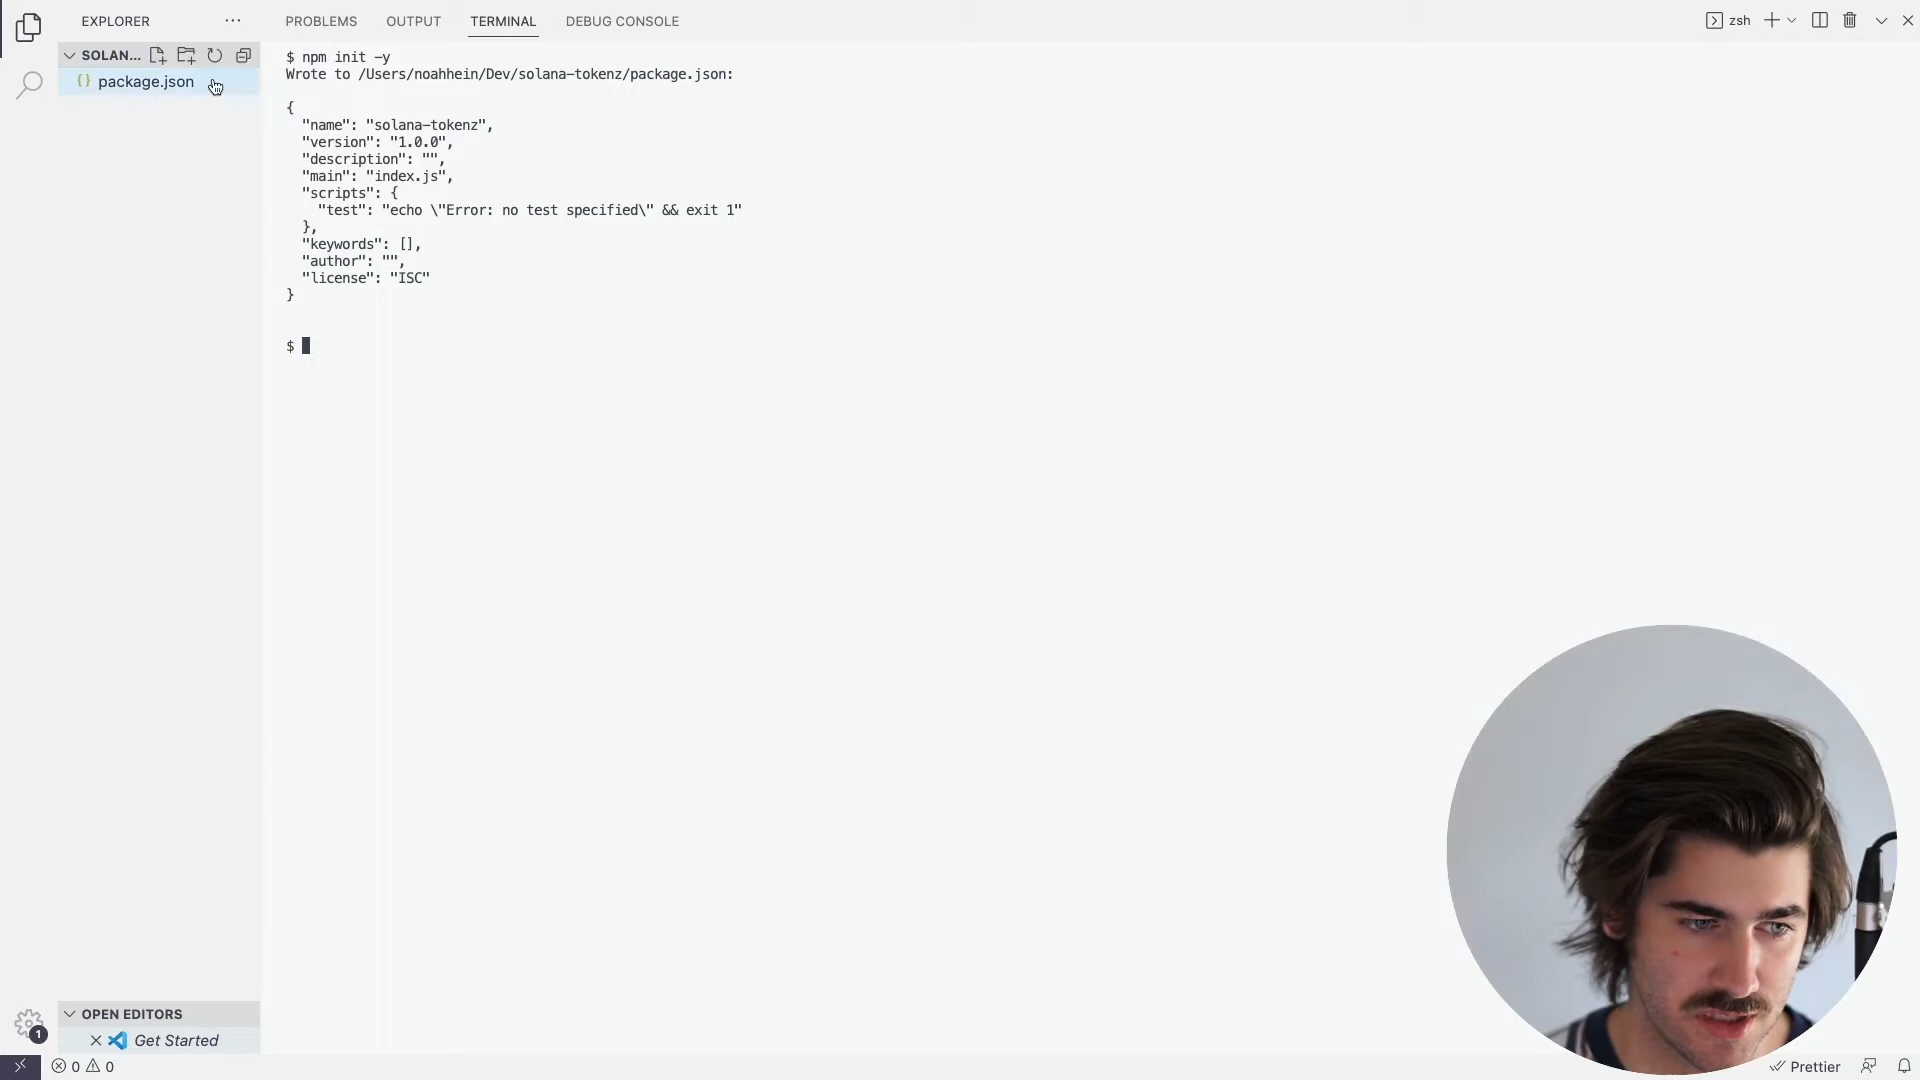 EXPLORER
PROBLEMS OUTPUT TERMINAL DEBUG CONSOLE
zsh
SOLAN...
package.json
$ npm init -y
Wrote to /Users/noahhein/Dev/solana-tokenz/package.json:
{
"name": "solana-tokenz",
"version": "1.0.0",
"description": "",
"main": "index.js",
"scripts": {
"test": "echo \"Error: no test specified\" && exit 1"
},
"keywords": [],
"author": "",
"license": "ISC"
}
$
OPEN EDITORS
Get Started
1
0 0
Prettier